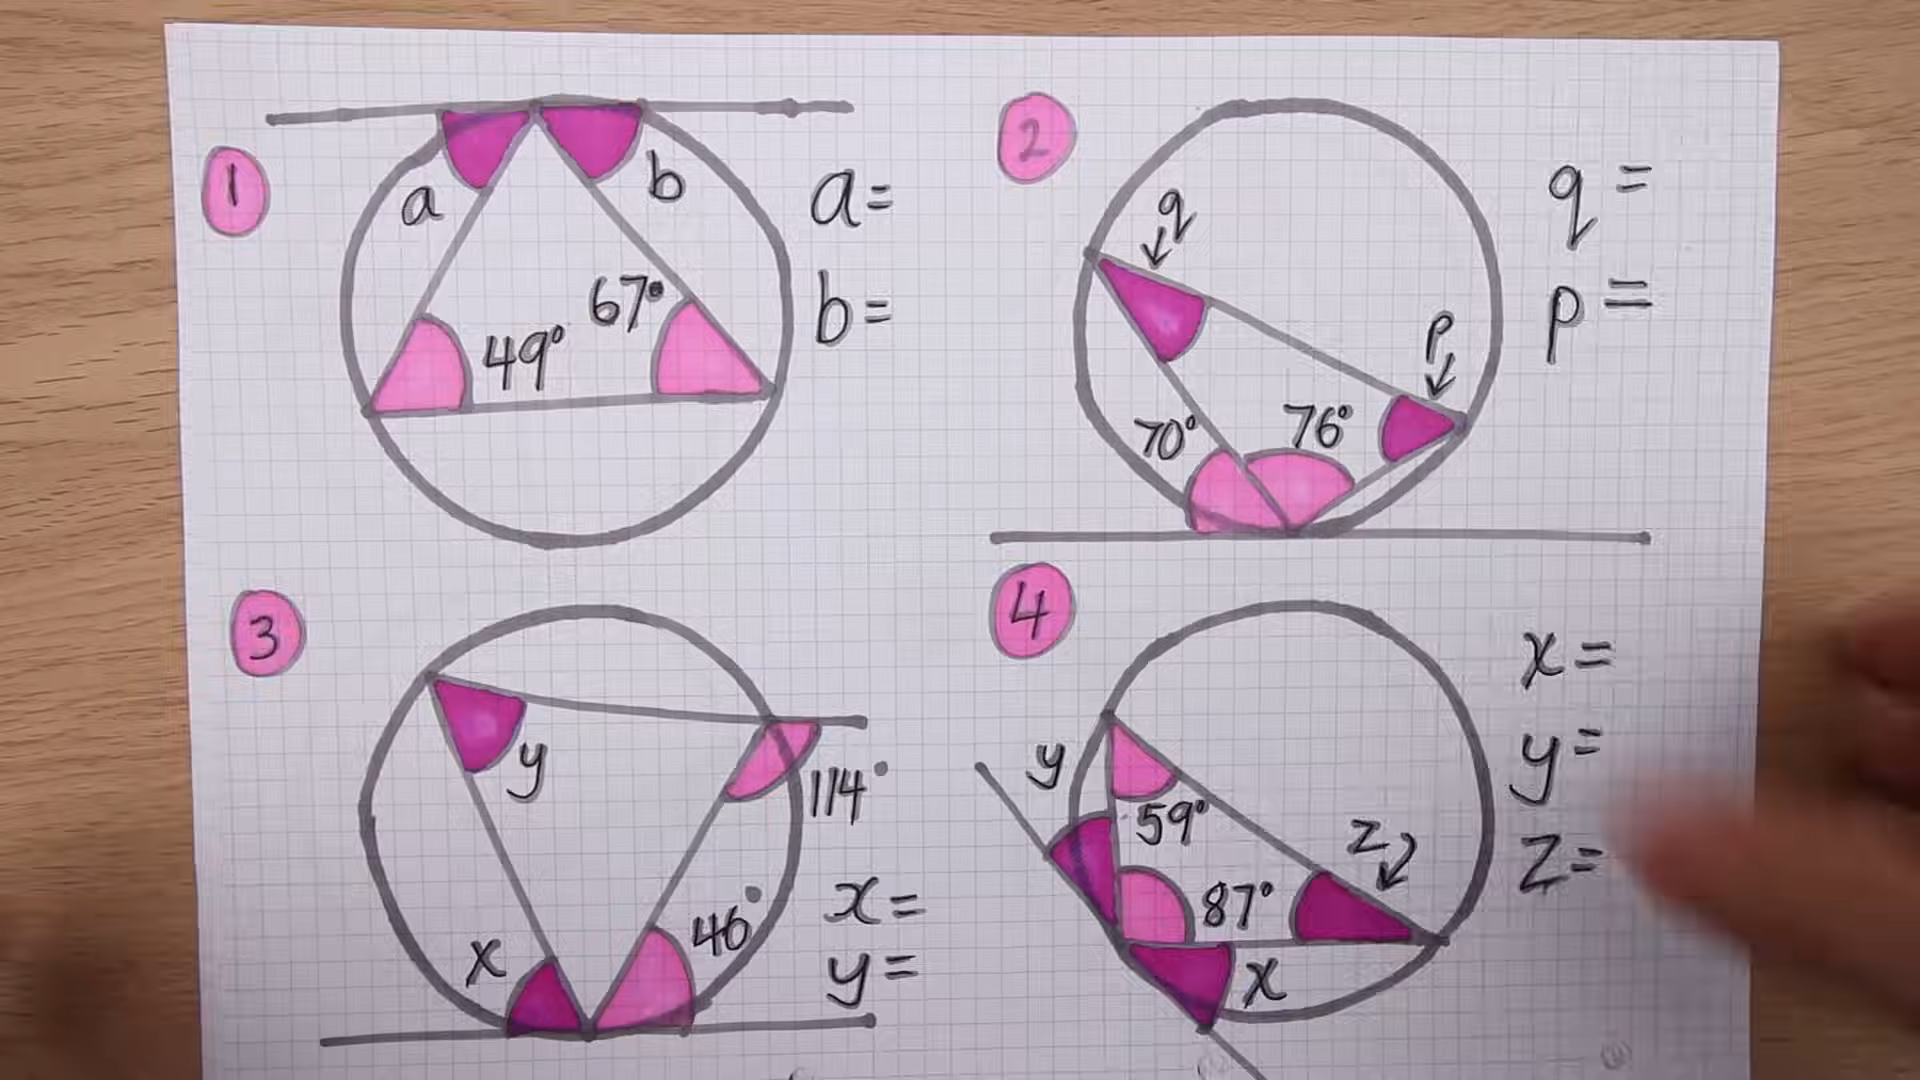 1
a
b
49°
67°
a=
b=
2
q
p
70°
76°
q=
p=
3
y
114°
x
46°
x=
y=
4
y
59°
z
87°
x
x=
y=
z=